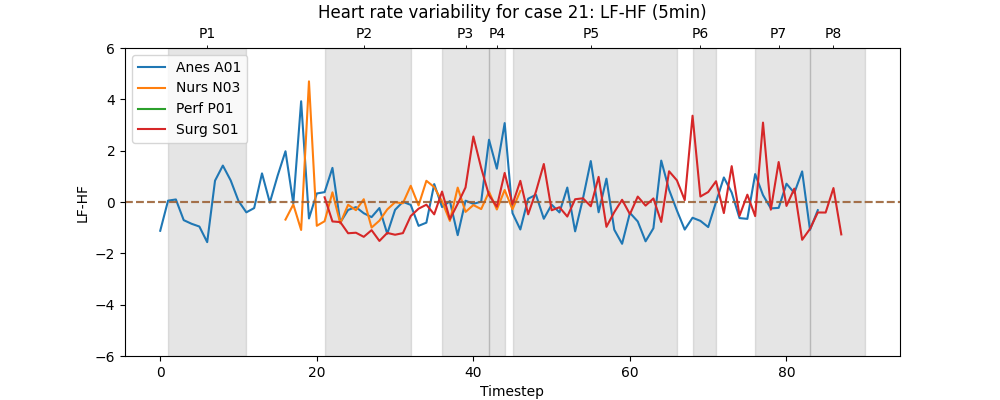 Heart rate variability for case 21: LF-HF (5min)
P1 P2 P3 P4 P5 P6 P7 P8
Anes A01
Nurs N03
Perf P01
Surg S01
LF-HF
6
4
2
0
−2
−4
−6
0 20 40 60 80
Timestep